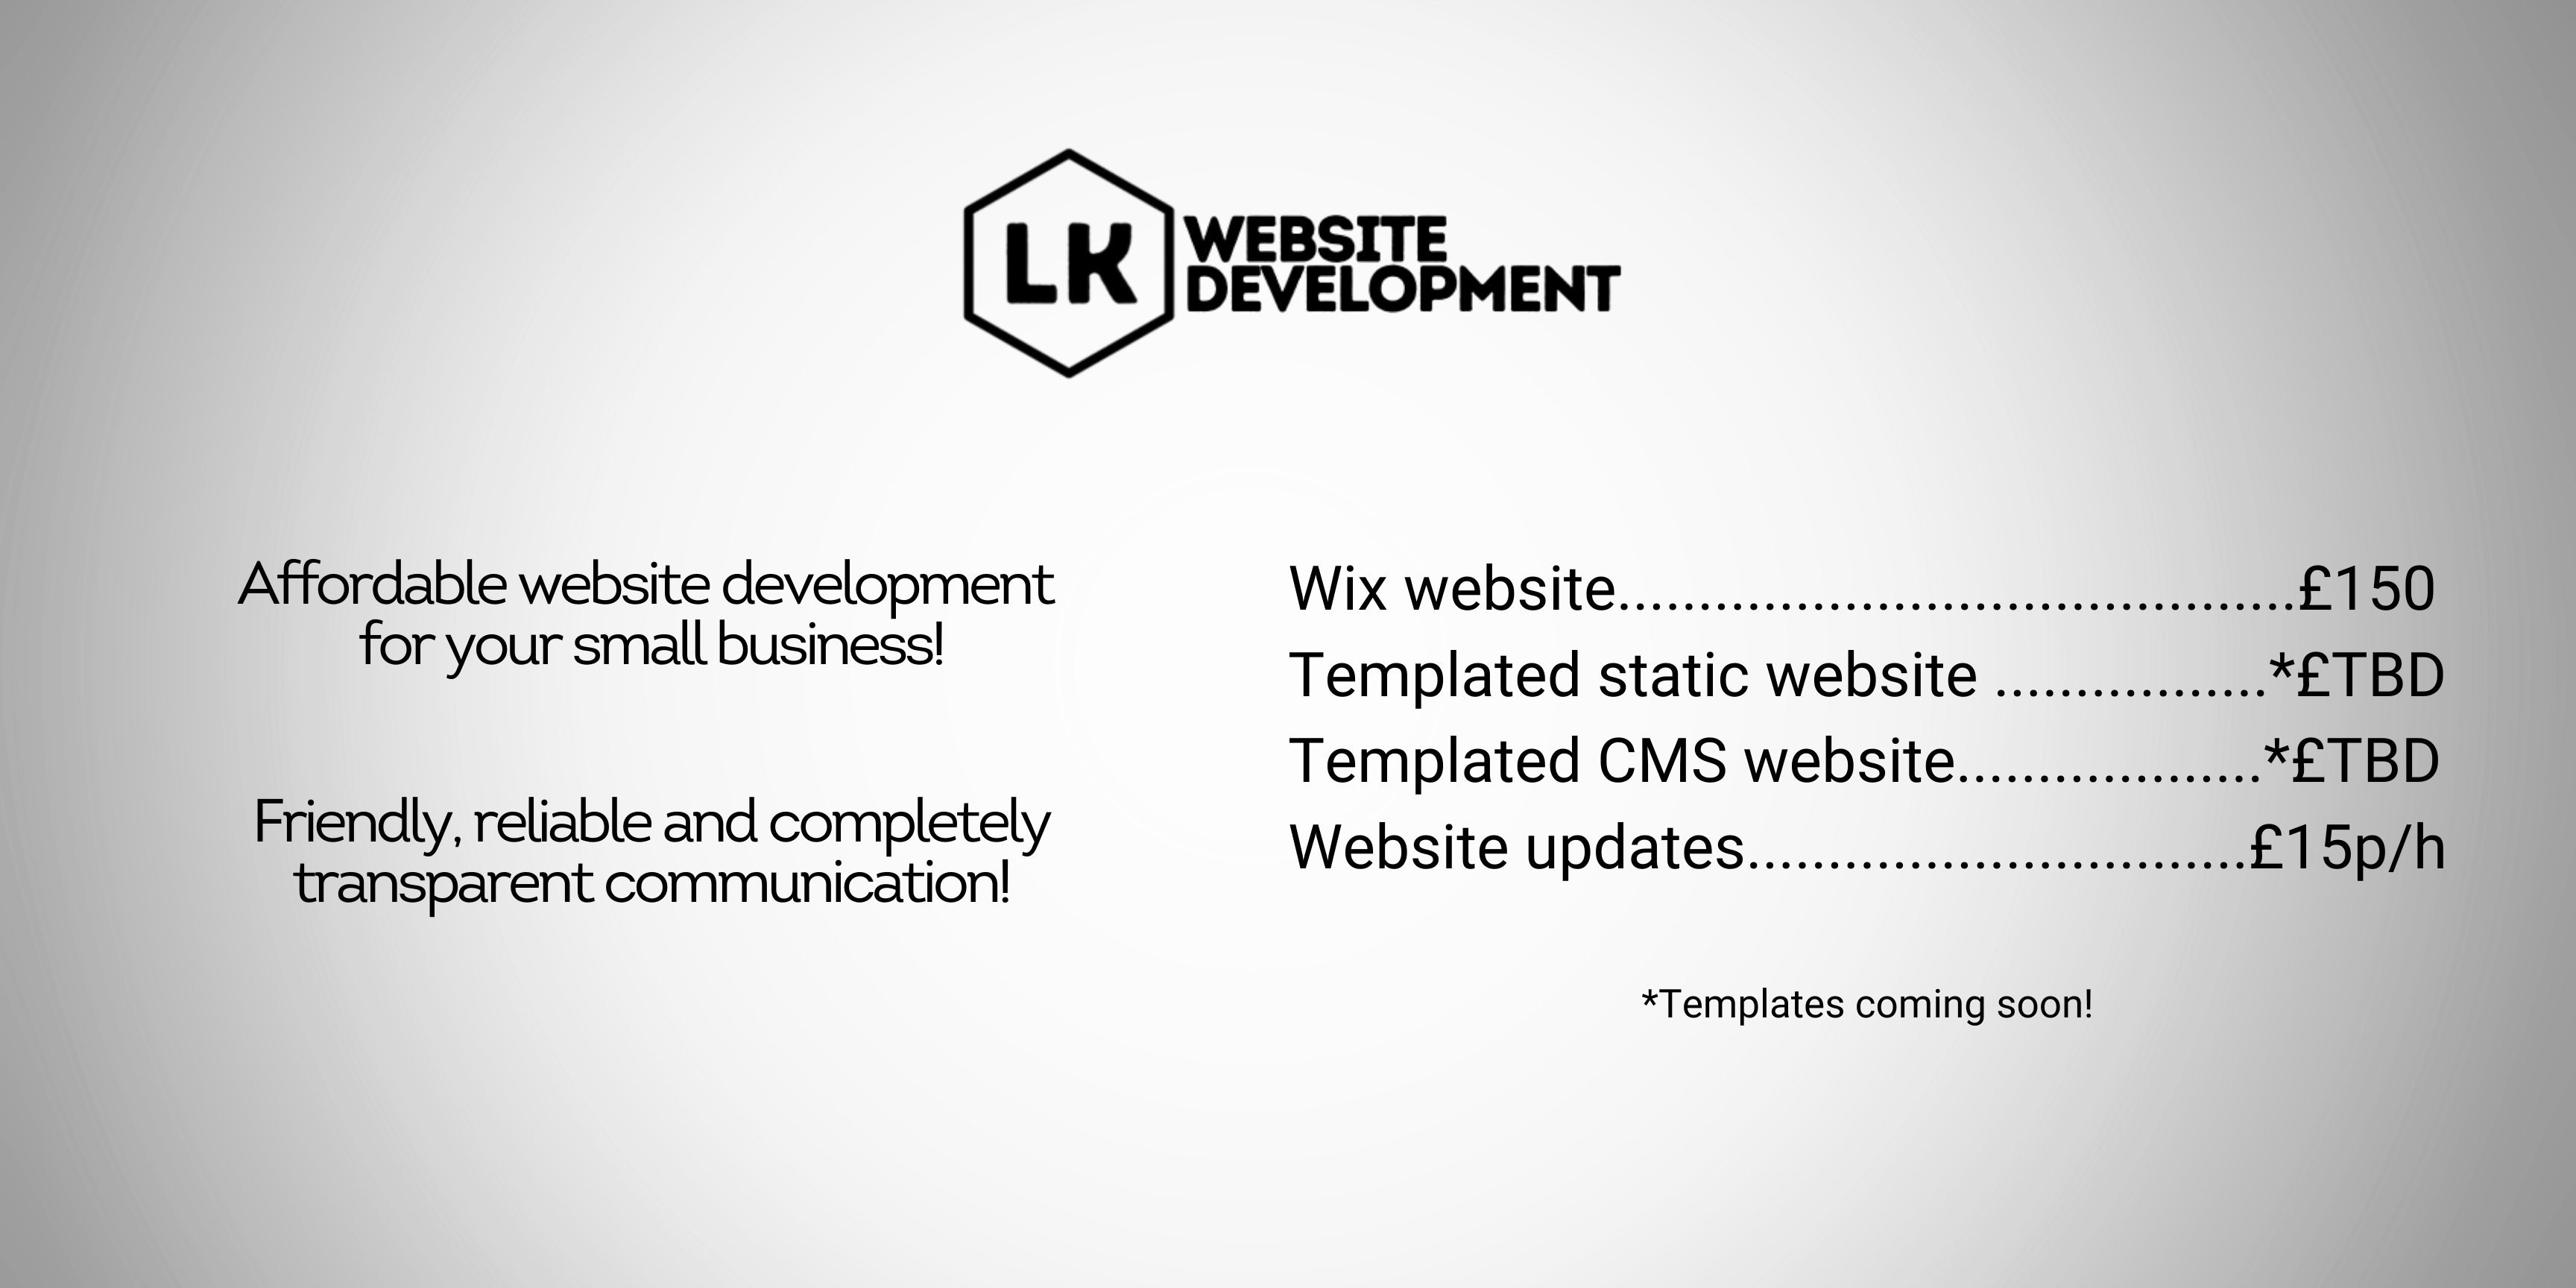 LK
WEBSITE
DEVELOPMENT
Affordable website development
for your small business!
Friendly, reliable and completely
transparent communication!
Wix website..........................................£150
Templated static website .................*£TBD
Templated CMS website...................*£TBD
Website updates...............................£15p/h
*Templates coming soon!